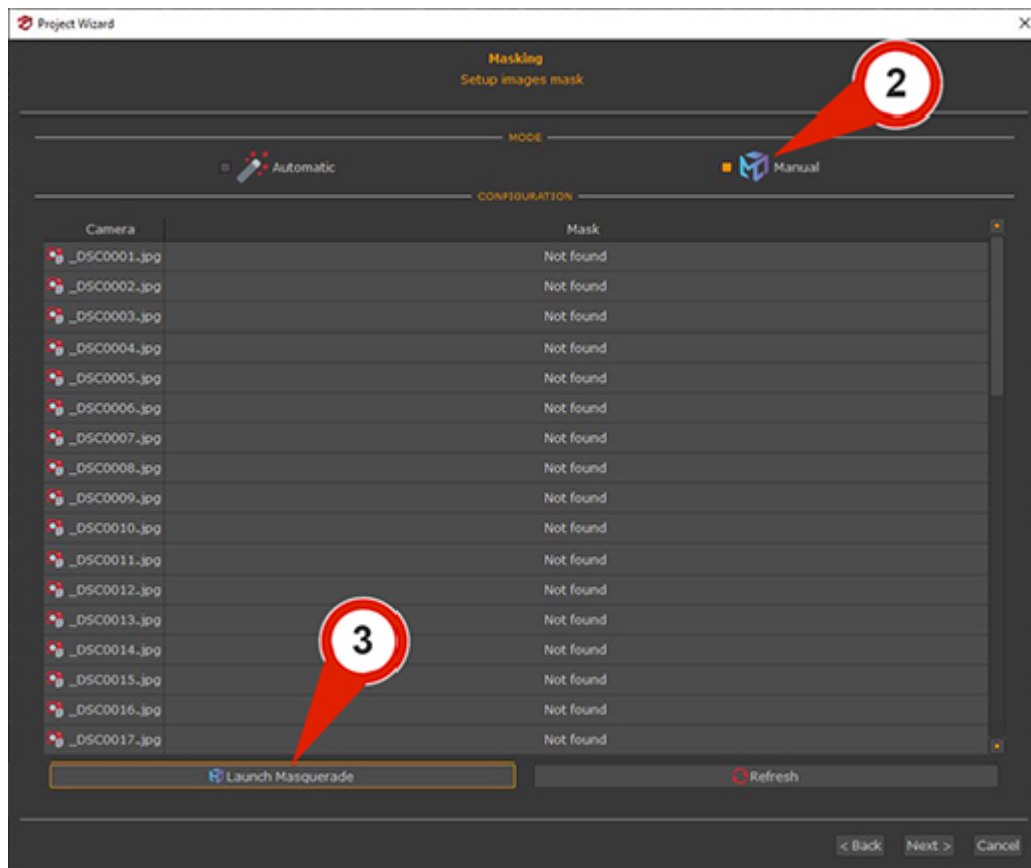 Project Wizard
Masking
Setup images mask
2
MODE
Automatic
Manual
CONFIGURATION
Camera Mask
_DSC0001.jpg Not found
_DSC0002.jpg Not found
_DSC0003.jpg Not found
_DSC0004.jpg Not found
_DSC0005.jpg Not found
_DSC0006.jpg Not found
_DSC0007.jpg Not found
_DSC0008.jpg Not found
_DSC0009.jpg Not found
_DSC0010.jpg Not found
_DSC0011.jpg Not found
_DSC0012.jpg Not found
_DSC0013.jpg Not found
3
_DSC0014.jpg Not found
_DSC0015.jpg Not found
_DSC0016.jpg Not found
_DSC0017.jpg Not found
Launch Masquerade
Refresh
< Back Next > Cancel